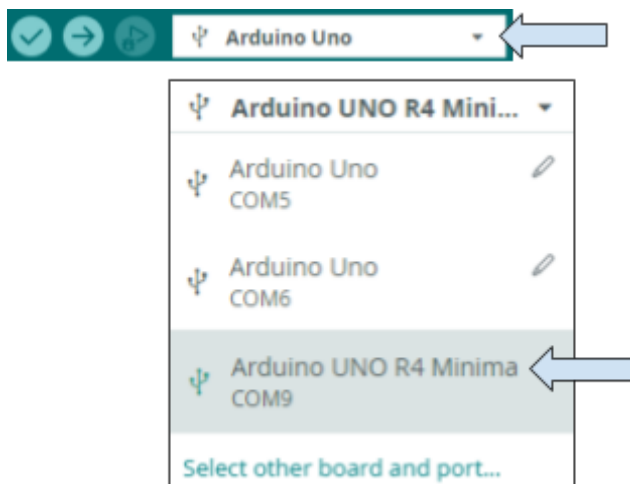 Arduino Uno
Arduino UNO R4 Mini...
Arduino Uno
COM5
Arduino Uno
COM6
Arduino UNO R4 Minima
COM9
Select other board and port...